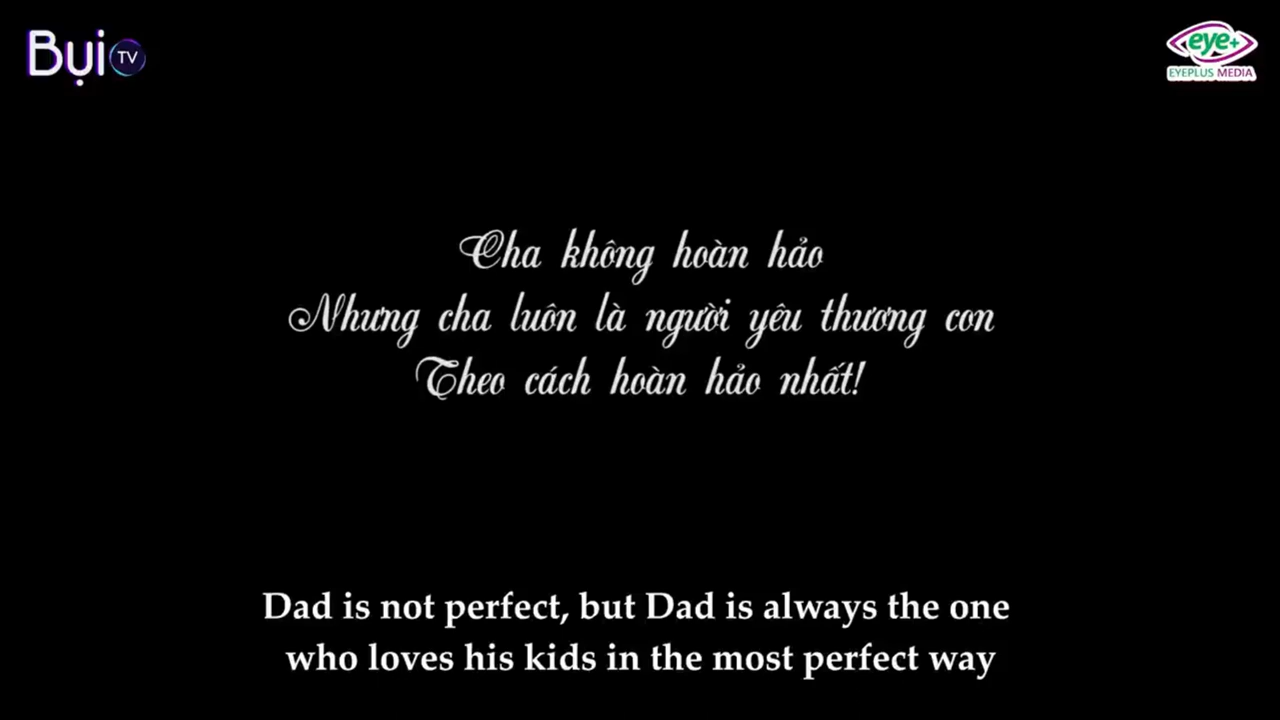 Bụi TV
eye+
EYEPLUS MEDIA
Cha không hoàn hảo
Nhưng cha luôn là người yêu thương con
Theo cách hoàn hảo nhất!
Dad is not perfect, but Dad is always the one
who loves his kids in the most perfect way